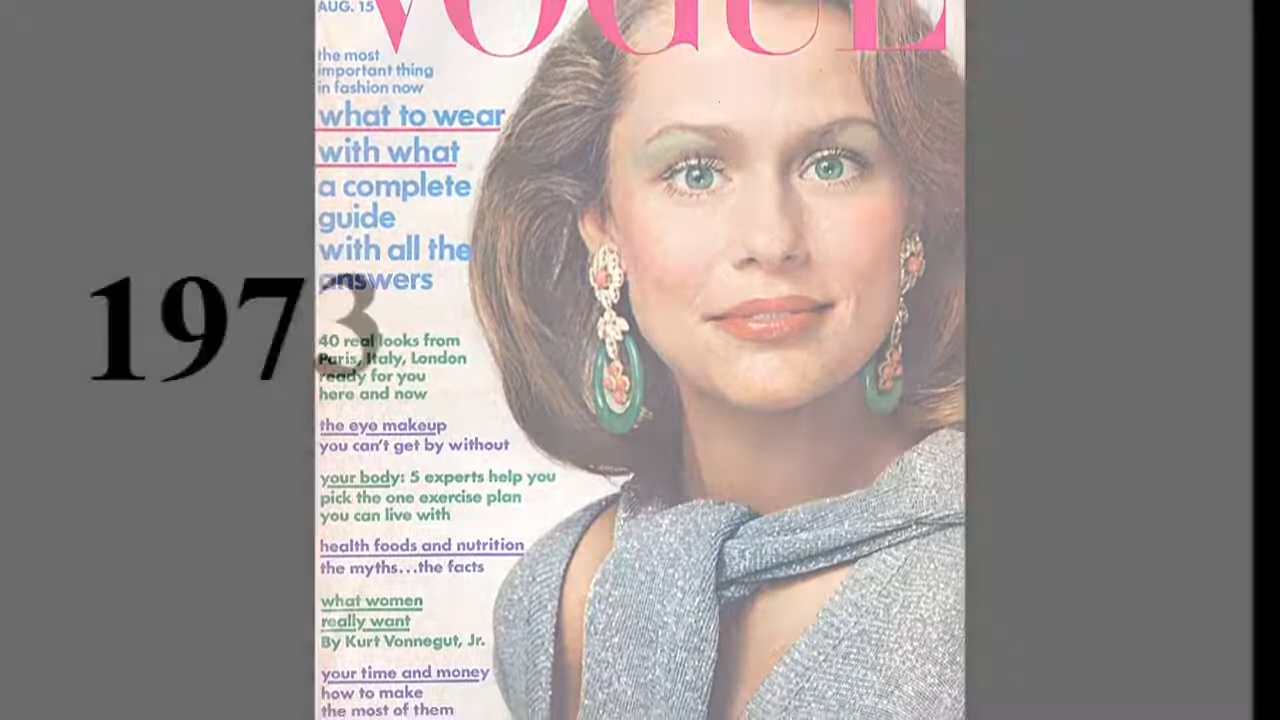 AUG. 15
VOGUE
the most
important thing
in fashion now
what to wear
with what
a complete
guide
with all the
answers
1973
40 real looks from
Paris, Italy, London
ready for you
here and now
the eye makeup
you can't get by without
your body: 5 experts help you
pick the one exercise plan
you can live with
health foods and nutrition
the myths...the facts
what women
really want
By Kurt Vonnegut, Jr.
your time and money
how to make
the most of them